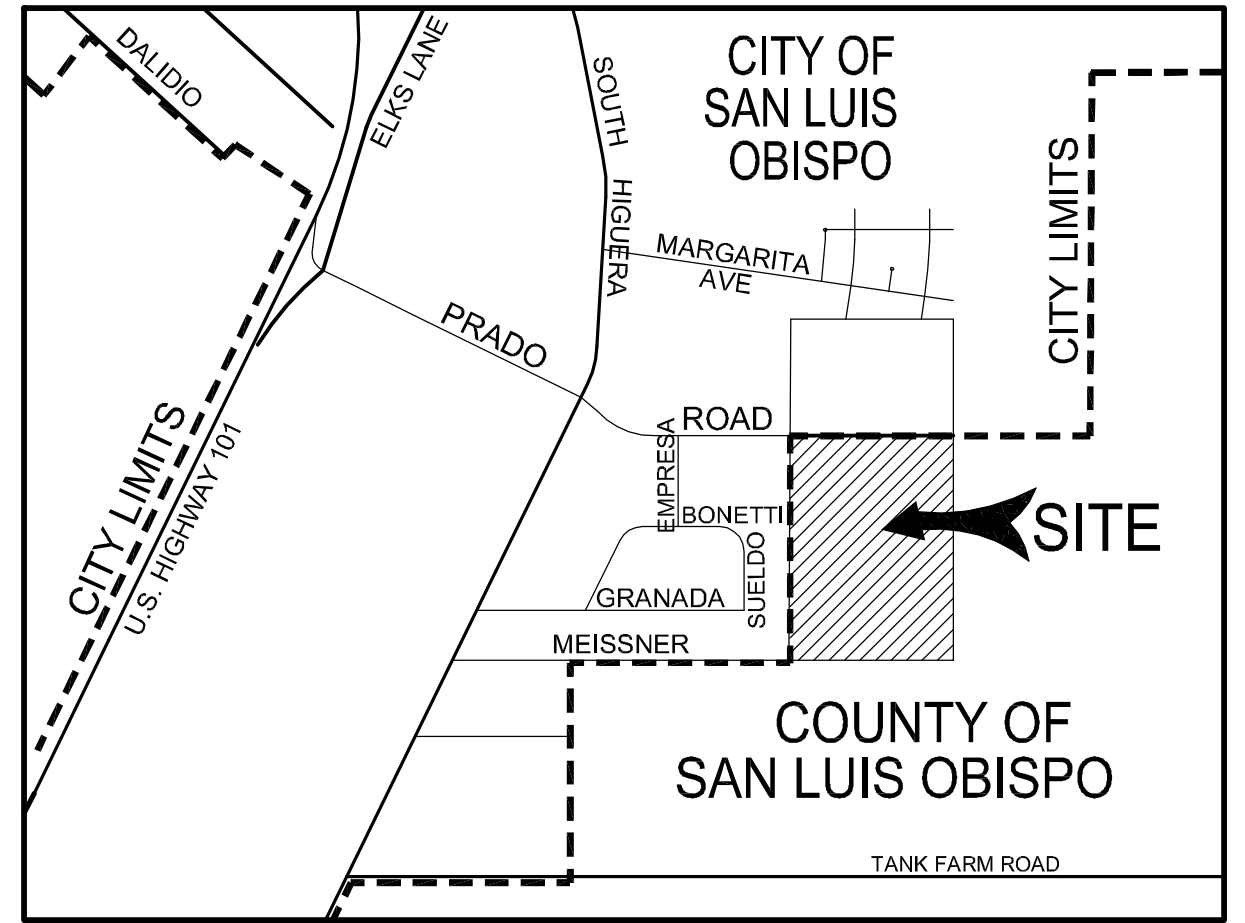 DALIDIO
ELKS LANE
SOUTH HIGUERA
CITY OF
SAN LUIS
OBISPO
CITY LIMITS
MARGARITA
AVE
PRADO ROAD
EMPRESA
BONETTI
SUELDO
GRANADA
MEISSNER
SITE
CITY LIMITS
U.S. HIGHWAY 101
COUNTY OF
SAN LUIS OBISPO
TANK FARM ROAD